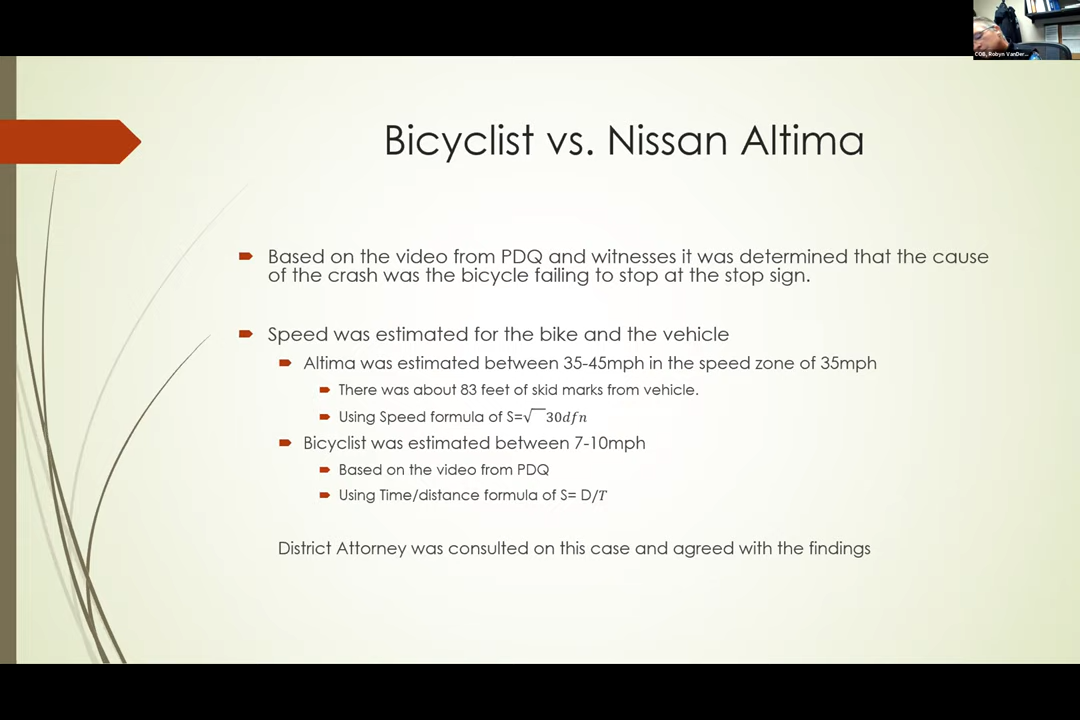 COB, Robyn VanDer...
Bicyclist vs. Nissan Altima
Based on the video from PDQ and witnesses it was determined that the cause
of the crash was the bicycle failing to stop at the stop sign.
Speed was estimated for the bike and the vehicle
Altima was estimated between 35-45mph in the speed zone of 35mph
There was about 83 feet of skid marks from vehicle.
Using Speed formula of S=√‾30dfn
Bicyclist was estimated between 7-10mph
Based on the video from PDQ
Using Time/distance formula of S= D/T
District Attorney was consulted on this case and agreed with the findings